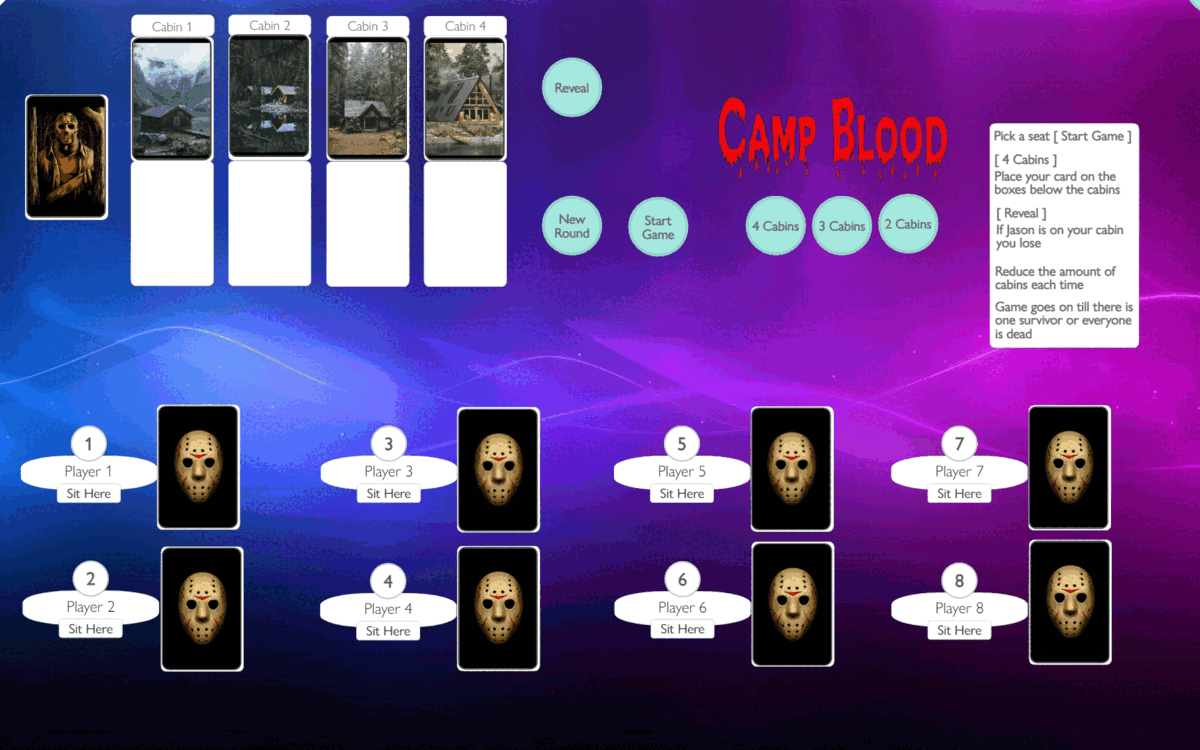 Cabin 1
Cabin 2
Cabin 3
Cabin 4
Reveal
CAMP BLOOD
New
Round
Start
Game
4 Cabins
3 Cabins
2 Cabins
Pick a seat [ Start Game ]
[ 4 Cabins ]
Place your card on the
boxes below the cabins
[ Reveal ]
If Jason is on your cabin
you lose
Reduce the amount of
cabins each time
Game goes on till there is
one survivor or everyone
is dead
1
Player 1
Sit Here
3
Player 3
Sit Here
5
Player 5
Sit Here
7
Player 7
Sit Here
2
Player 2
Sit Here
4
Player 4
Sit Here
6
Player 6
Sit Here
8
Player 8
Sit Here